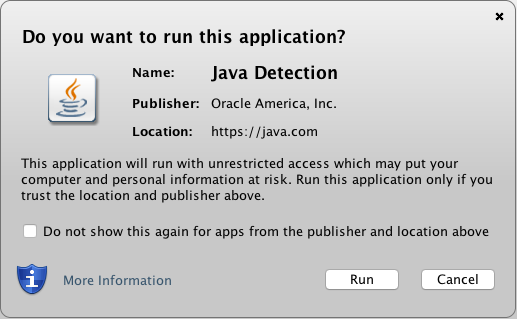 Do you want to run this application?
Name: Java Detection
Publisher: Oracle America, Inc.
Location: https://java.com
This application will run with unrestricted access which may put your
computer and personal information at risk. Run this application only if you
trust the location and publisher above.
Do not show this again for apps from the publisher and location above
More Information
Run
Cancel